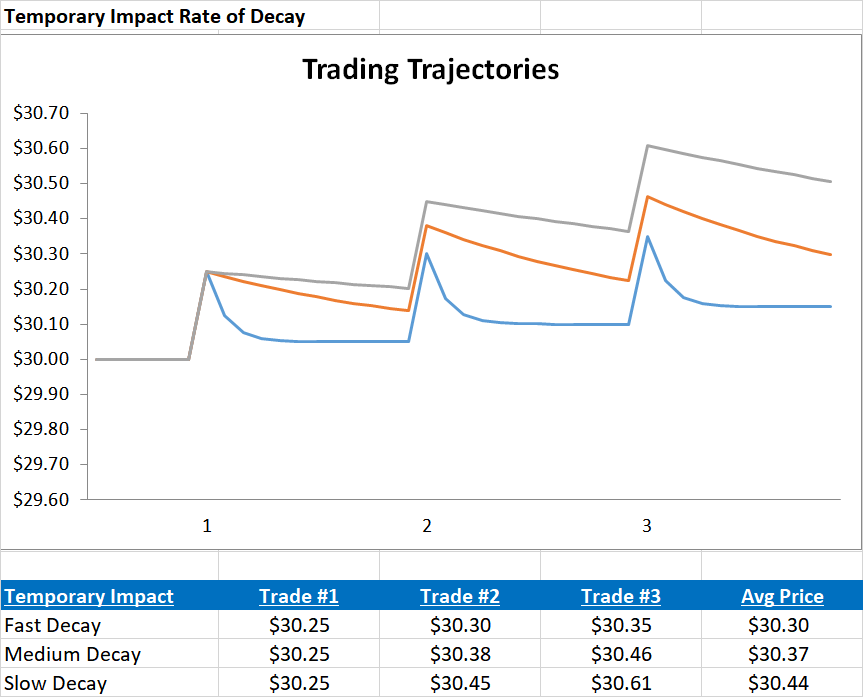 Temporary Impact Rate of Decay
Trading Trajectories
$30.70
$30.60
$30.50
$30.40
$30.30
$30.20
$30.10
$30.00
$29.90
$29.80
$29.70
$29.60
1 2 3
Temporary Impact Trade #1 Trade #2 Trade #3 Avg Price
Fast Decay $30.25 $30.30 $30.35 $30.30
Medium Decay $30.25 $30.38 $30.46 $30.37
Slow Decay $30.25 $30.45 $30.61 $30.44